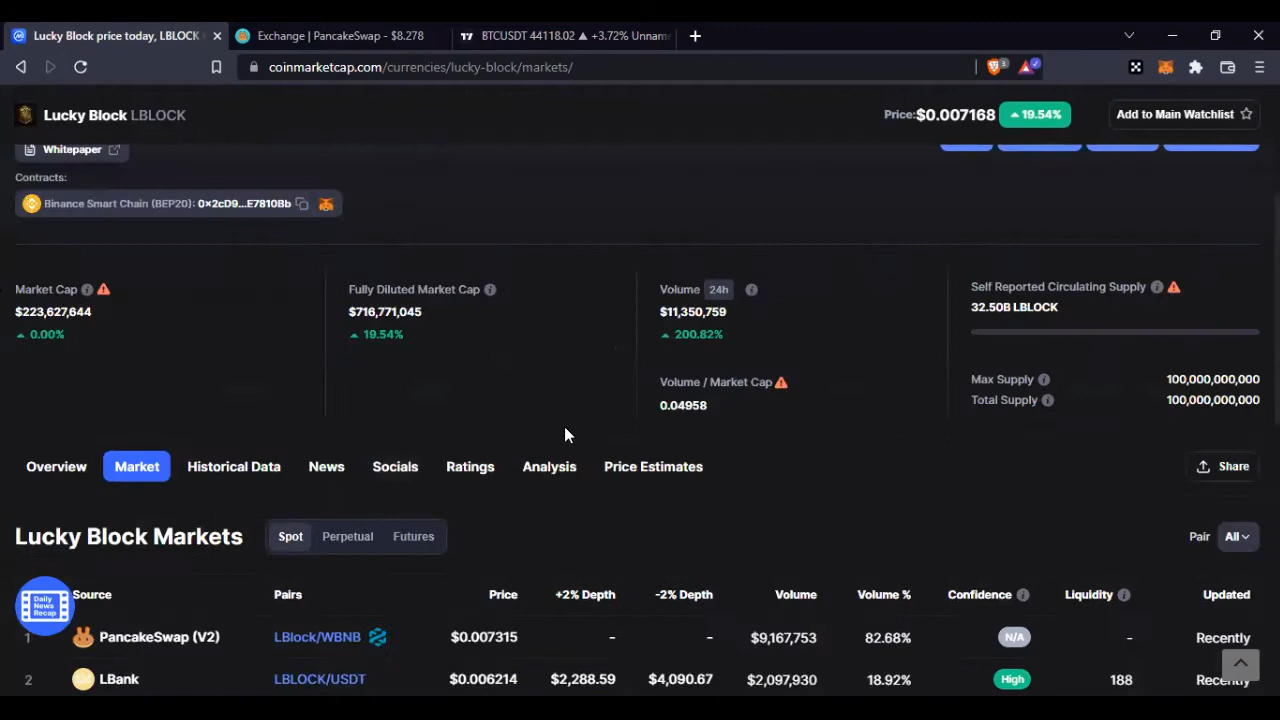 Lucky Block price today, LBLOCK
Exchange | PancakeSwap - $8.278
BTCUSDT 44118.02 ▲ +3.72% Unnam
coinmarketcap.com/currencies/lucky-block/markets/
Lucky Block LBLOCK
Price: $0.007168 19.54%
Add to Main Watchlist
Whitepaper
Contracts:
Binance Smart Chain (BEP20): 0x2cD9...E7810Bb
Market Cap
$223,627,644
0.00%
Fully Diluted Market Cap
$716,771,045
19.54%
Volume 24h
$11,350,759
200.82%
Volume / Market Cap
0.04958
Self Reported Circulating Supply
32.50B LBLOCK
Max Supply 100,000,000,000
Total Supply 100,000,000,000
Overview Market Historical Data News Socials Ratings Analysis Price Estimates Share
Lucky Block Markets Spot Perpetual Futures Pair All
Daily
News
Recap
Source Pairs Price +2% Depth -2% Depth Volume Volume % Confidence Liquidity Updated
1 PancakeSwap (V2) LBlock/WBNB $0.007315 - - $9,167,753 82.68% N/A - Recently
2 LBank LBLOCK/USDT $0.006214 $2,288.59 $4,090.67 $2,097,930 18.92% High 188 Recently